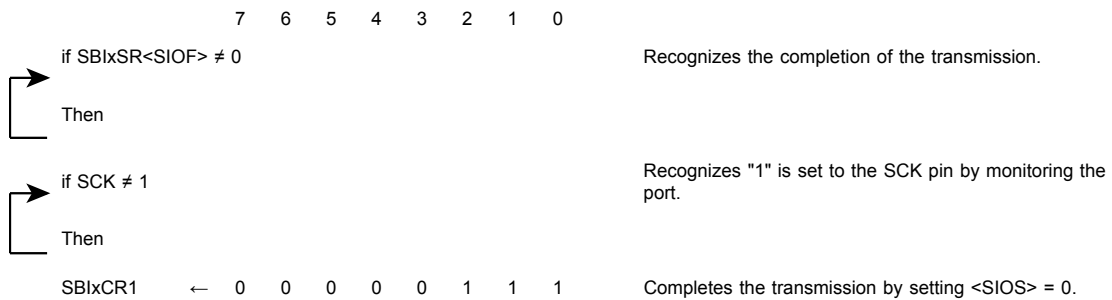 7 6 5 4 3 2 1 0
if SBIxSR<SIOF> ≠ 0 Recognizes the completion of the transmission.
Then
if SCK ≠ 1 Recognizes "1" is set to the SCK pin by monitoring the
port.
Then
SBIxCR1 ← 0 0 0 0 0 1 1 1 Completes the transmission by setting <SIOS> = 0.